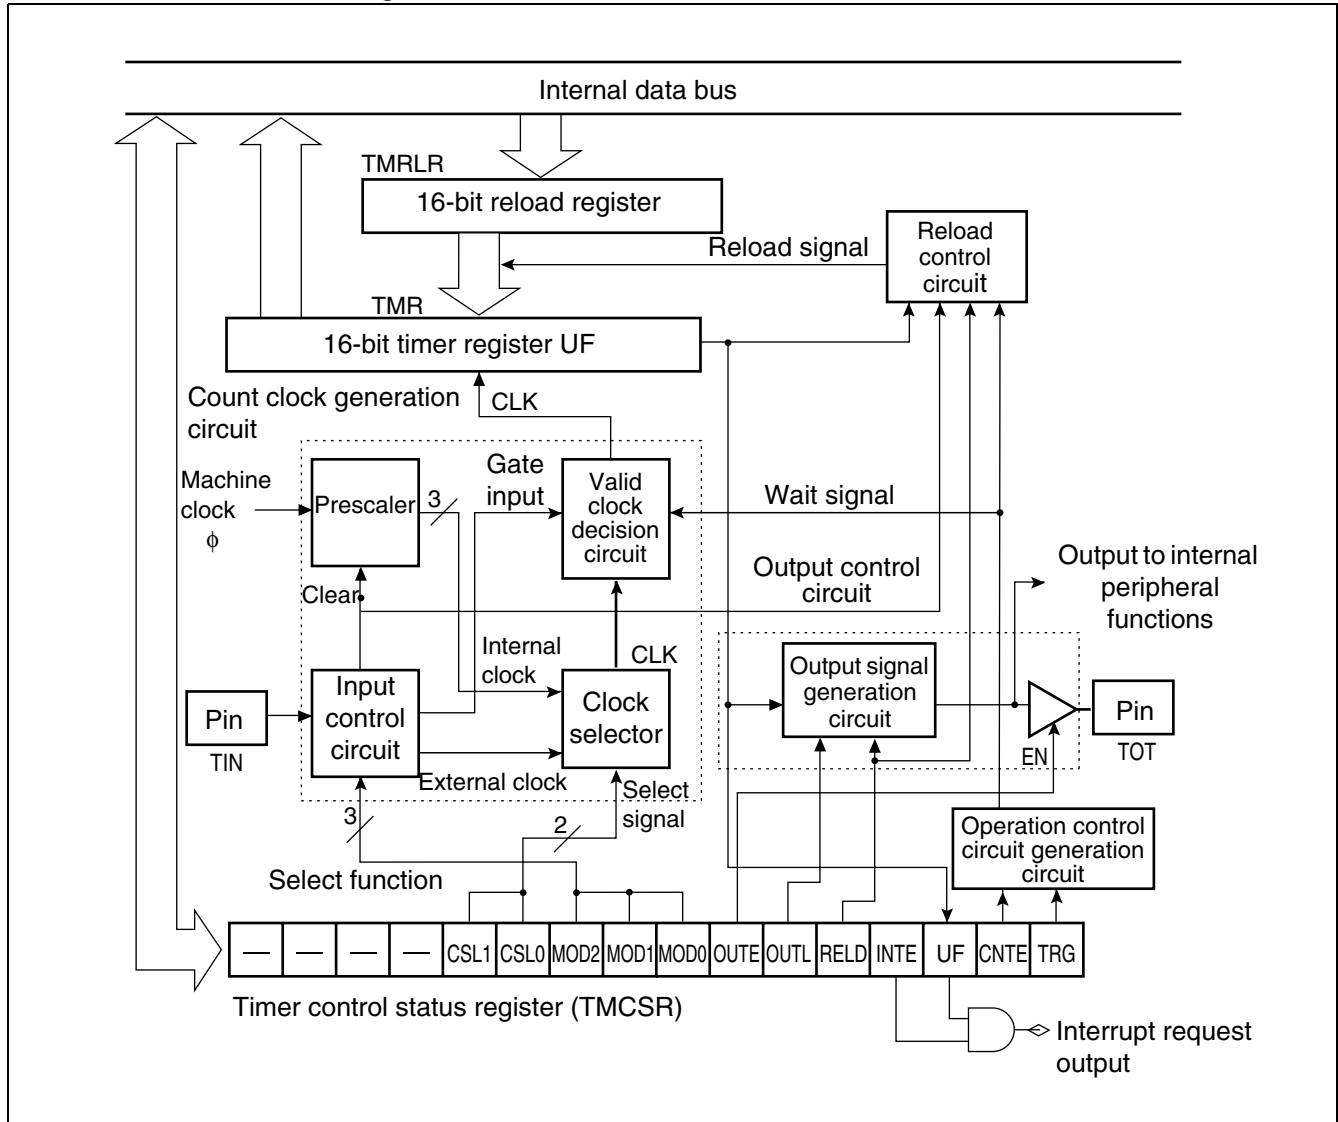 Internal data bus
TMRLR
16-bit reload register
Reload
control
circuit
Reload signal
TMR
16-bit timer register UF
Count clock generation
circuit
CLK
Machine
clock
ϕ
Prescaler
3
Gate
input
Valid
clock
decision
circuit
Wait signal
Clear
Output control
circuit
Output to internal
peripheral
functions
Internal
clock
CLK
Pin
TIN
Input
control
circuit
Clock
selector
External clock
Output signal
generation
circuit
EN
Pin
TOT
Select
signal
3
2
Select function
Operation control
circuit generation
circuit
— — — — CSL1 CSL0 MOD2 MOD1 MOD0 OUTE OUTL RELD INTE UF CNTE TRG
Timer control status register (TMCSR)
Interrupt request
output